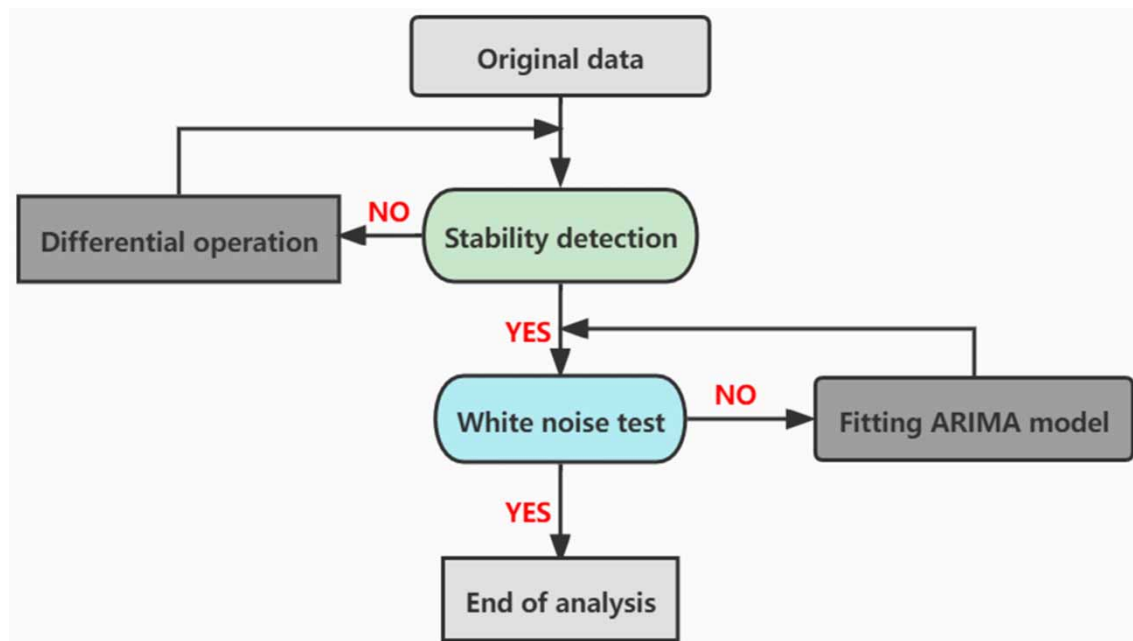 Original data
NO
Differential operation
Stability detection
YES
White noise test
NO
Fitting ARIMA model
YES
End of analysis